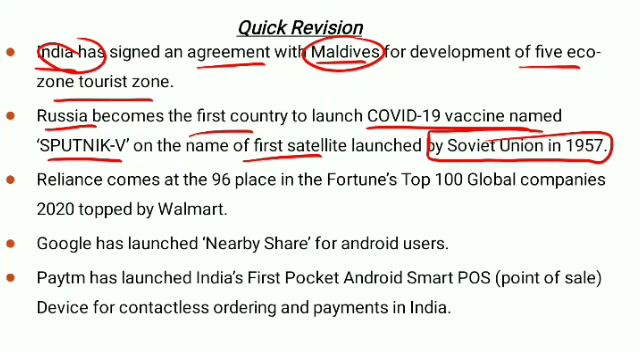 Quick Revision
India has signed an agreement with Maldives for development of five eco-
zone tourist zone.
Russia becomes the first country to launch COVID-19 vaccine named
‘SPUTNIK-V’ on the name of first satellite launched by Soviet Union in 1957.
Reliance comes at the 96 place in the Fortune’s Top 100 Global companies
2020 topped by Walmart.
Google has launched ‘Nearby Share’ for android users.
Paytm has launched India’s First Pocket Android Smart POS (point of sale)
Device for contactless ordering and payments in India.